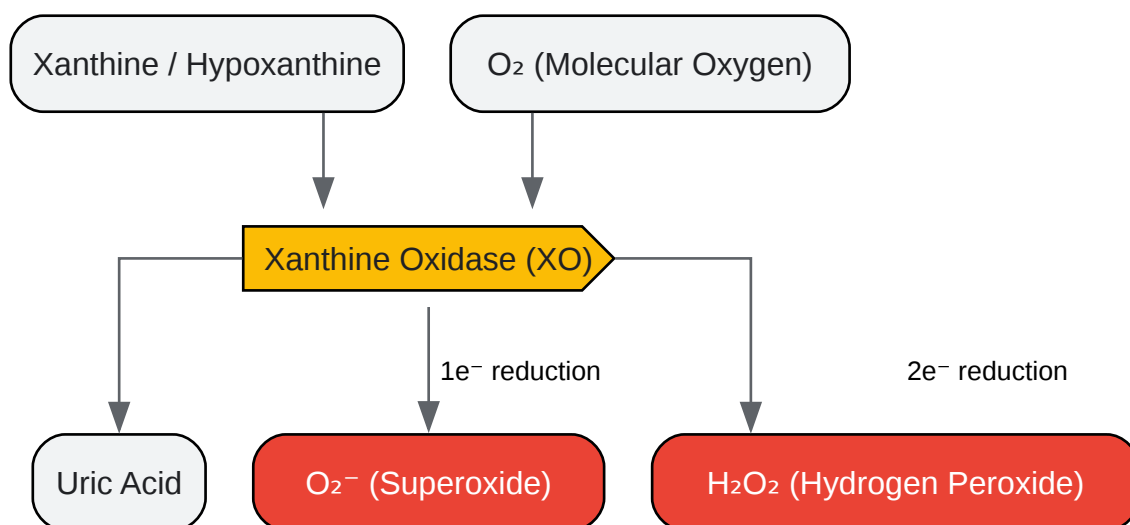 Xanthine / Hypoxanthine
O₂ (Molecular Oxygen)
Xanthine Oxidase (XO)
1e⁻ reduction
2e⁻ reduction
Uric Acid
O₂⁻ (Superoxide)
H₂O₂ (Hydrogen Peroxide)